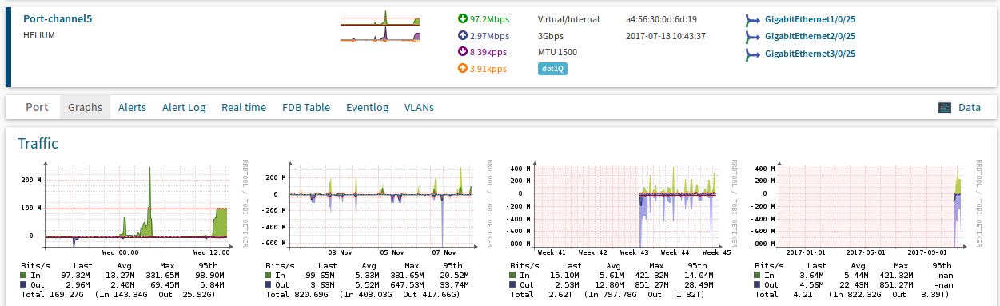 Port-channel5
HELIUM
97.2Mbps
2.97Mbps
8.39kpps
3.91kpps
Virtual/Internal
3Gbps
MTU 1500
dot1Q
a4:56:30:0d:6d:19
2017-07-13 10:43:37
GigabitEthernet1/0/25
GigabitEthernet2/0/25
GigabitEthernet3/0/25
Port Graphs Alerts Alert Log Real time FDB Table Eventlog VLANs Data
Traffic
200 M
100 M
0
Wed 00:00 Wed 12:00
RRDTOOL / TOBI OETIKER
Bits/s Last Avg Max 95th
In 97.32M 13.27M 331.65M 98.90M
Out 2.96M 2.40M 69.45M 5.84M
Total 169.27G (In 143.34G Out 25.92G)
200 M
0
-200 M
-400 M
-600 M
03 Nov 05 Nov 07 Nov
RRDTOOL / TOBI OETIKER
Bits/s Last Avg Max 95th
In 99.65M 5.33M 331.65M 20.52M
Out 3.63M 5.52M 647.53M 33.74M
Total 820.69G (In 403.03G Out 417.66G)
400 M
200 M
0
-200 M
-400 M
-600 M
-800 M
Week 41 Week 42 Week 43 Week 44 Week 45
RRDTOOL / TOBI OETIKER
Bits/s Last Avg Max 95th
In 15.10M 5.61M 421.32M 14.04M
Out 2.53M 12.80M 851.27M 28.49M
Total 2.62T (In 797.78G Out 1.82T)
400 M
200 M
0
-200 M
-400 M
-600 M
-800 M
2017-01-01 2017-05-01 2017-09-01
RRDTOOL / TOBI OETIKER
Bits/s Last Avg Max 95th
In 3.64M 5.44M 421.32M -nan
Out 4.56M 22.43M 851.27M -nan
Total 4.21T (In 822.32G Out 3.39T)